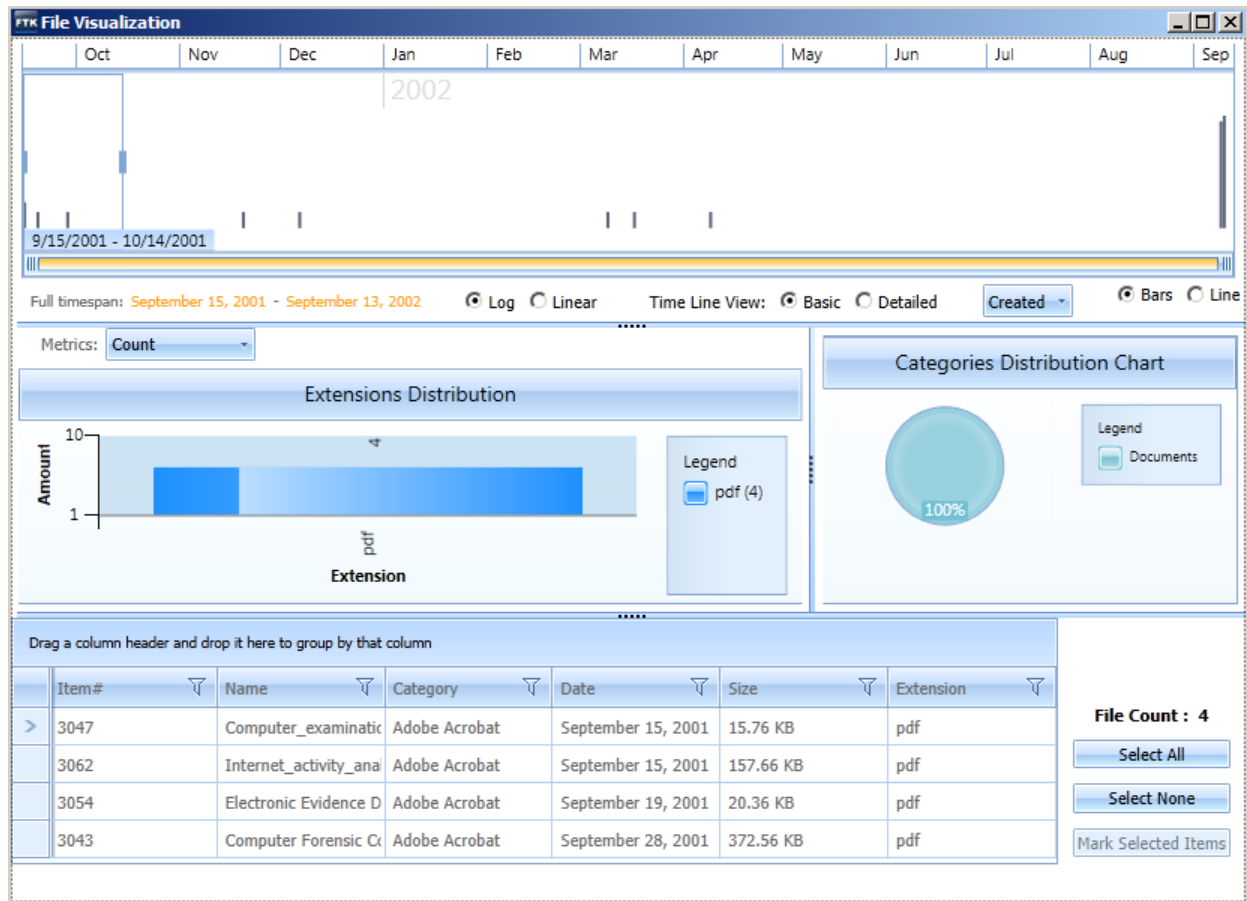 FTK File Visualization
Oct Nov Dec Jan Feb Mar Apr May Jun Jul Aug Sep
2002
9/15/2001 - 10/14/2001
Full timespan: September 15, 2001 - September 13, 2002 Log Linear Time Line View: Basic Detailed Created Bars Line
Metrics: Count
Extensions Distribution
Amount
10
1
4
pdf
Extension
Legend
pdf (4)
Categories Distribution Chart
100%
Legend
Documents
Drag a column header and drop it here to group by that column
Item# Name Category Date Size Extension
3047 Computer_examinatic Adobe Acrobat September 15, 2001 15.76 KB pdf
3062 Internet_activity_anal Adobe Acrobat September 15, 2001 157.66 KB pdf
3054 Electronic Evidence D Adobe Acrobat September 19, 2001 20.36 KB pdf
3043 Computer Forensic Co Adobe Acrobat September 28, 2001 372.56 KB pdf
File Count : 4
Select All
Select None
Mark Selected Items